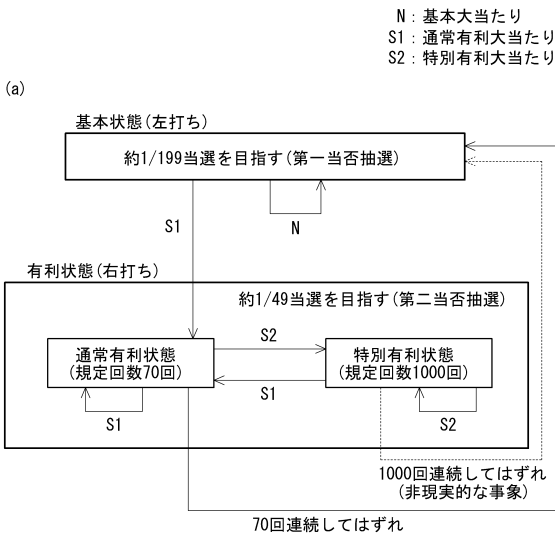 N：基本大当たり
S1：通常有利大当たり
S2：特別有利大当たり
(a)
基本状態(左打ち)
約1/199当選を目指す(第一当否抽選)
S1
N
有利状態(右打ち)
約1/49当選を目指す(第二当否抽選)
通常有利状態
(規定回数70回)
S2
特別有利状態
(規定回数1000回)
S1
S1
S2
1000回連続してはずれ
(非現実的な事象)
70回連続してはずれ